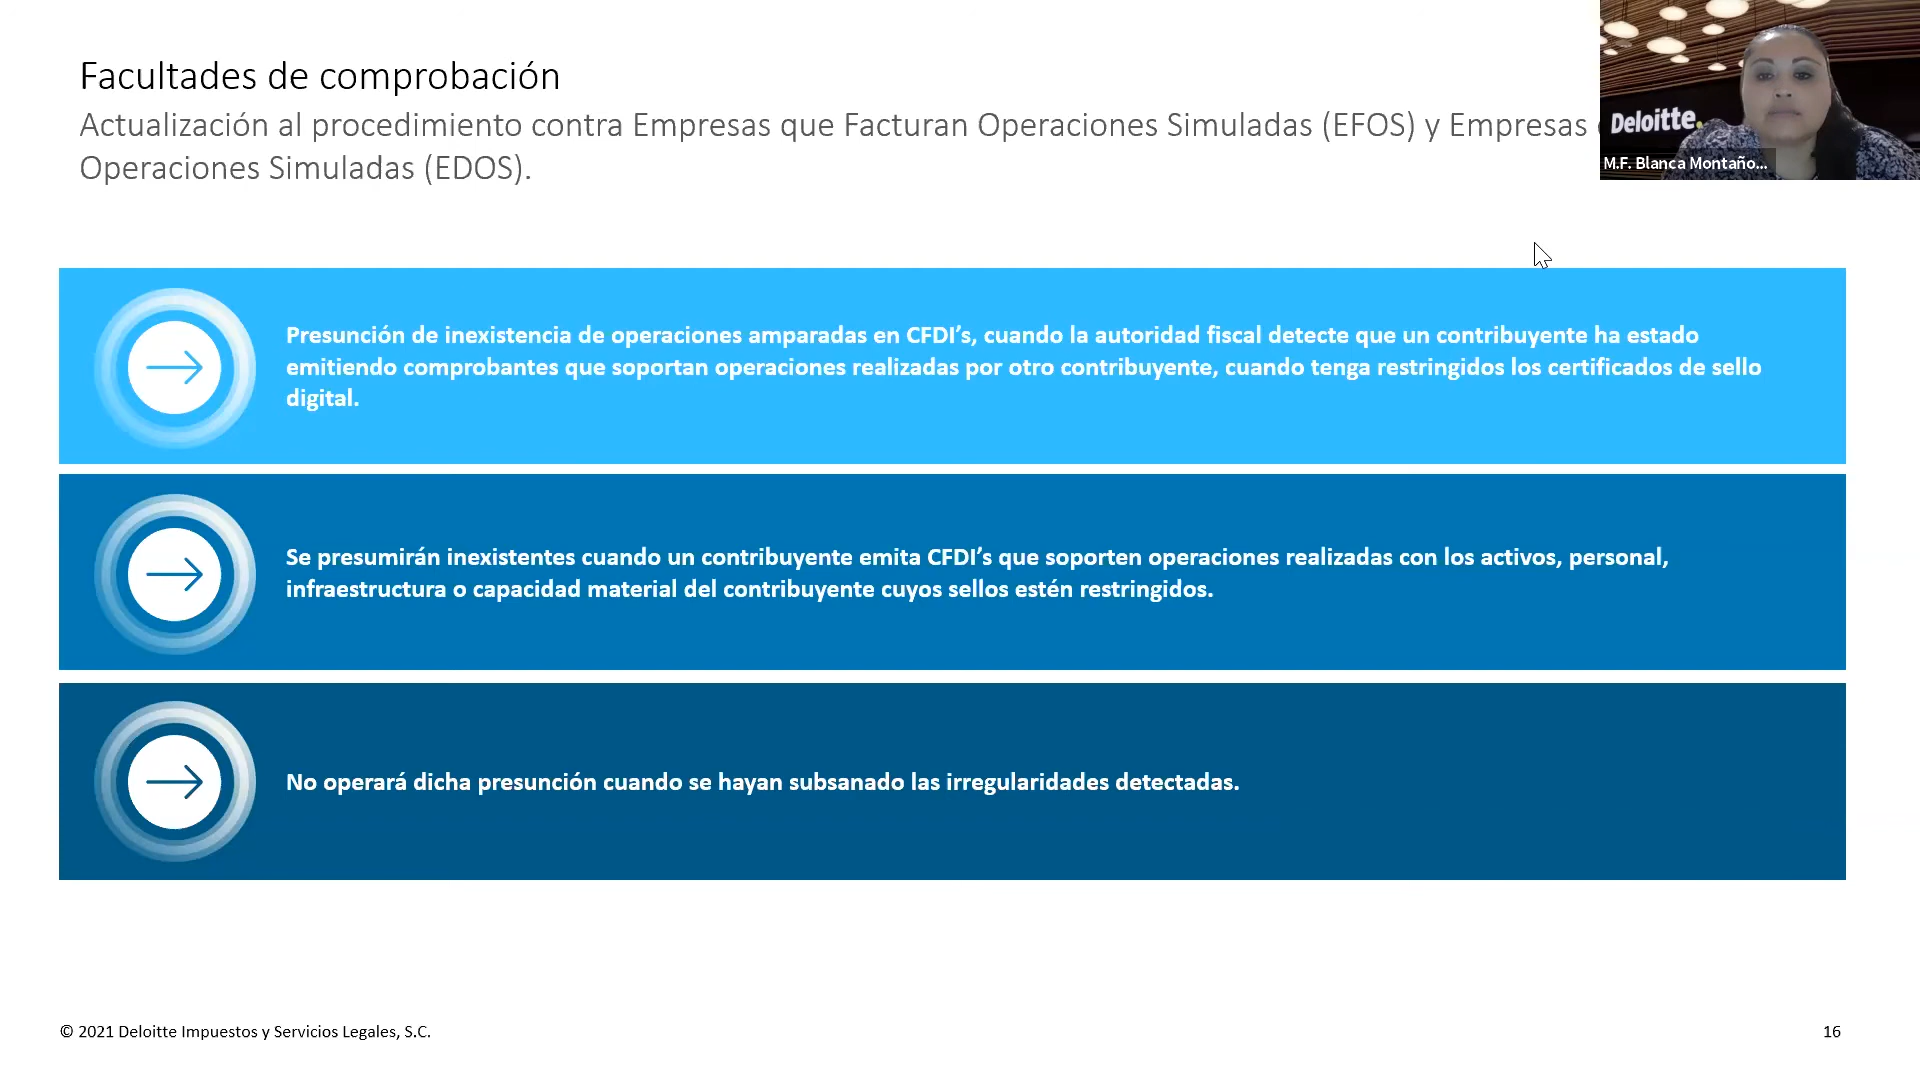 Facultades de comprobación
Actualización al procedimiento contra Empresas que Facturan Operaciones Simuladas (EFOS) y Empresas
Operaciones Simuladas (EDOS).
Deloitte.
M.F. Blanca Montaño...
Presunción de inexistencia de operaciones amparadas en CFDI’s, cuando la autoridad fiscal detecte que un contribuyente ha estado
emitiendo comprobantes que soportan operaciones realizadas por otro contribuyente, cuando tenga restringidos los certificados de sello
digital.
Se presumirán inexistentes cuando un contribuyente emita CFDI’s que soporten operaciones realizadas con los activos, personal,
infraestructura o capacidad material del contribuyente cuyos sellos estén restringidos.
No operará dicha presunción cuando se hayan subsanado las irregularidades detectadas.
© 2021 Deloitte Impuestos y Servicios Legales, S.C.
16